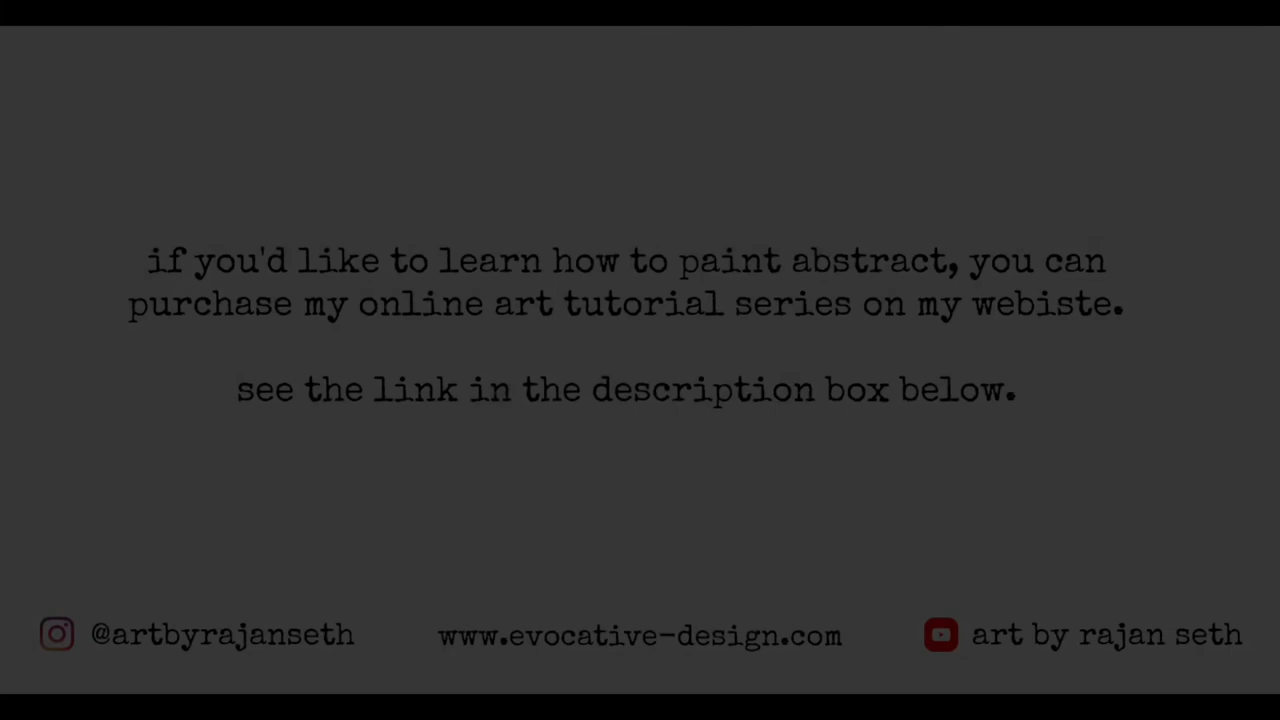 if you'd like to learn how to paint abstract, you can
purchase my online art tutorial series on my webiste.
see the link in the description box below.
@artbyrajanseth
www.evocative-design.com
art by rajan seth